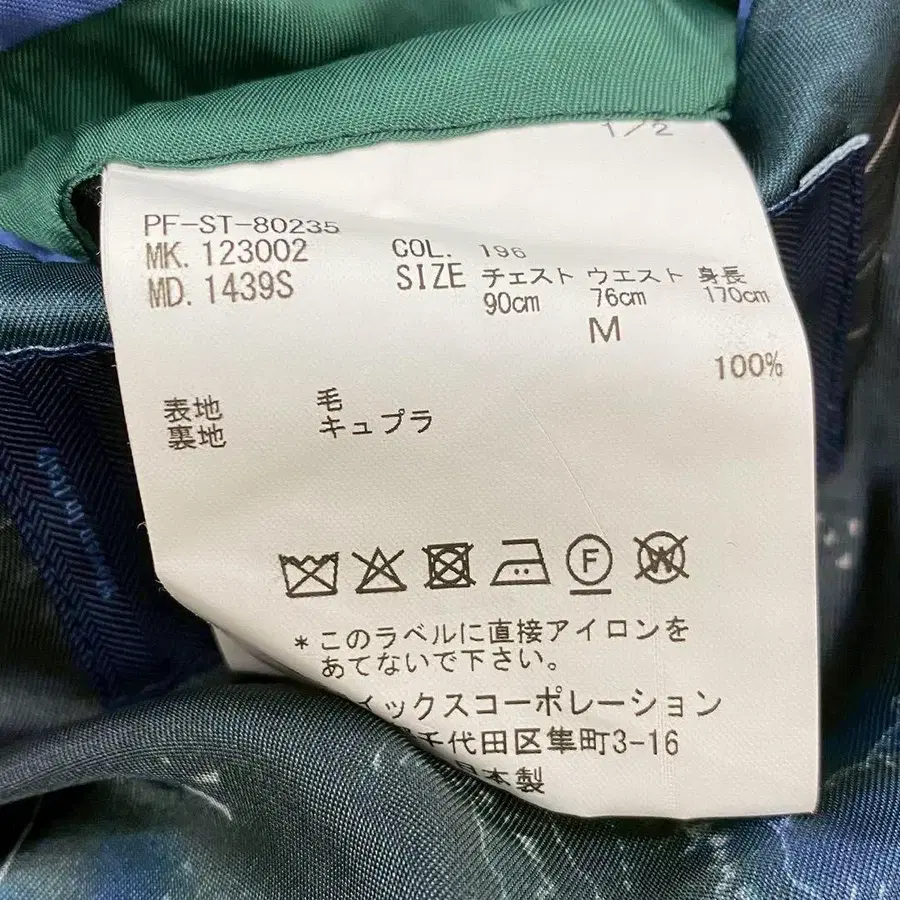 1/2
PF-ST-80235
MK. 123002 COL. 196
MD. 1439S SIZE チェスト ウエスト 身長
90cm 76cm 170cm
M
100%
表地 毛
裏地 キュプラ
F W
*このラベルに直接アイロンを
あてないで下さい。
イックスコーポレーション
千代田区隼町3-16
日本製